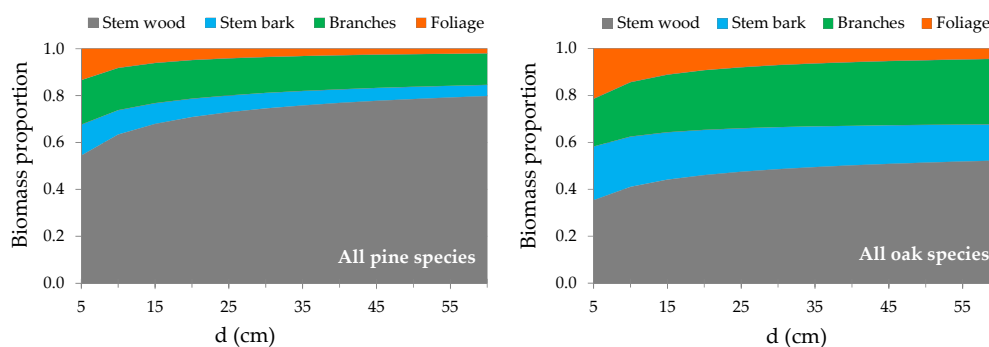 Stem wood Stem bark Branches Foliage
1.0
0.8
0.6
0.4
0.2
0.0
Biomass proportion
All pine species
5 15 25 35 45 55
d (cm)
Stem wood Stem bark Branches Foliage
1.0
0.8
0.6
0.4
0.2
0.0
Biomass proportion
All oak species
5 15 25 35 45 55
d (cm)